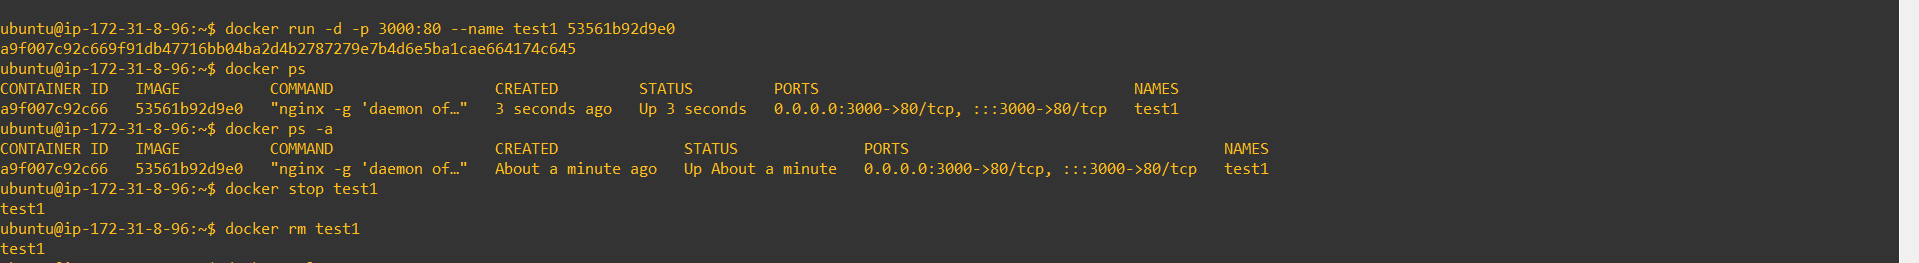 ubuntu@ip-172-31-8-96:~$ docker run -d -p 3000:80 --name test1 53561b92d9e0
a9f007c92c669f91db47716bb04ba2d4b2787279e7b4d6e5ba1cae664174c645
ubuntu@ip-172-31-8-96:~$ docker ps
CONTAINER ID   IMAGE          COMMAND                  CREATED         STATUS         PORTS                                   NAMES
a9f007c92c66   53561b92d9e0   "nginx -g 'daemon of…"   3 seconds ago   Up 3 seconds   0.0.0.0:3000->80/tcp, :::3000->80/tcp   test1
ubuntu@ip-172-31-8-96:~$ docker ps -a
CONTAINER ID   IMAGE          COMMAND                  CREATED              STATUS              PORTS                                   NAMES
a9f007c92c66   53561b92d9e0   "nginx -g 'daemon of…"   About a minute ago   Up About a minute   0.0.0.0:3000->80/tcp, :::3000->80/tcp   test1
ubuntu@ip-172-31-8-96:~$ docker stop test1
test1
ubuntu@ip-172-31-8-96:~$ docker rm test1
test1